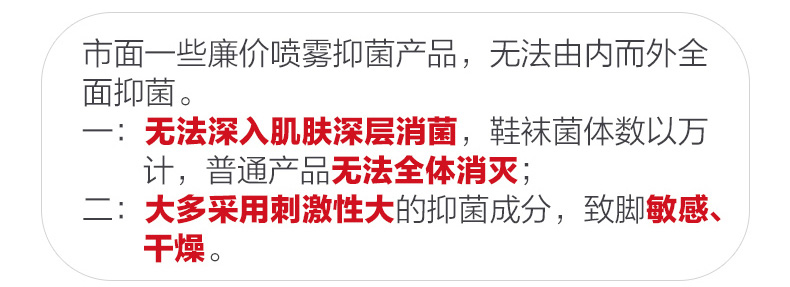 市面一些廉价喷雾抑菌产品，无法由内而外全
面抑菌。
一：无法深入肌肤深层消菌，鞋袜菌体数以万
计，普通产品无法全体消灭；
二：大多采用刺激性大的抑菌成分，致脚敏感、
干燥。